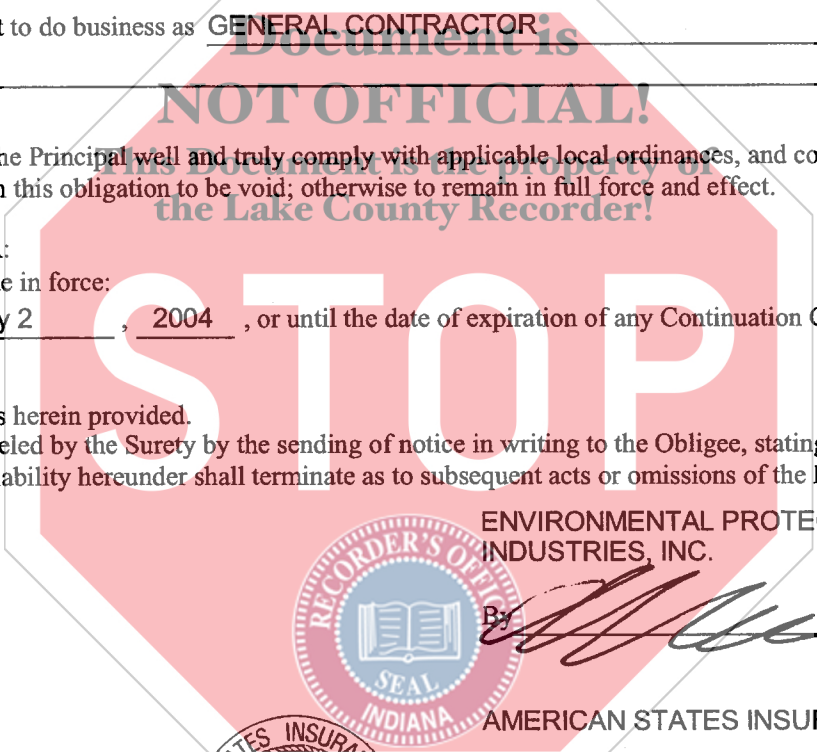 t to do business as GENERAL CONTRACTOR
Document is
NOT OFFICIAL!
he Principal well and truly comply with applicable local ordinances, and co
This Document is the property of
n this obligation to be void; otherwise to remain in full force and effect.
the Lake County Recorder!
:
e in force:
y 2 , 2004 , or until the date of expiration of any Continuation C
STOP
s herein provided.
eled by the Surety by the sending of notice in writing to the Obligee, stating
ability hereunder shall terminate as to subsequent acts or omissions of the
ENVIRONMENTAL PROTEC
INDUSTRIES, INC.
RECORDER'S OFFICE
By
SEAL
INDIANA
AMERICAN STATES INSU
TES INSURA